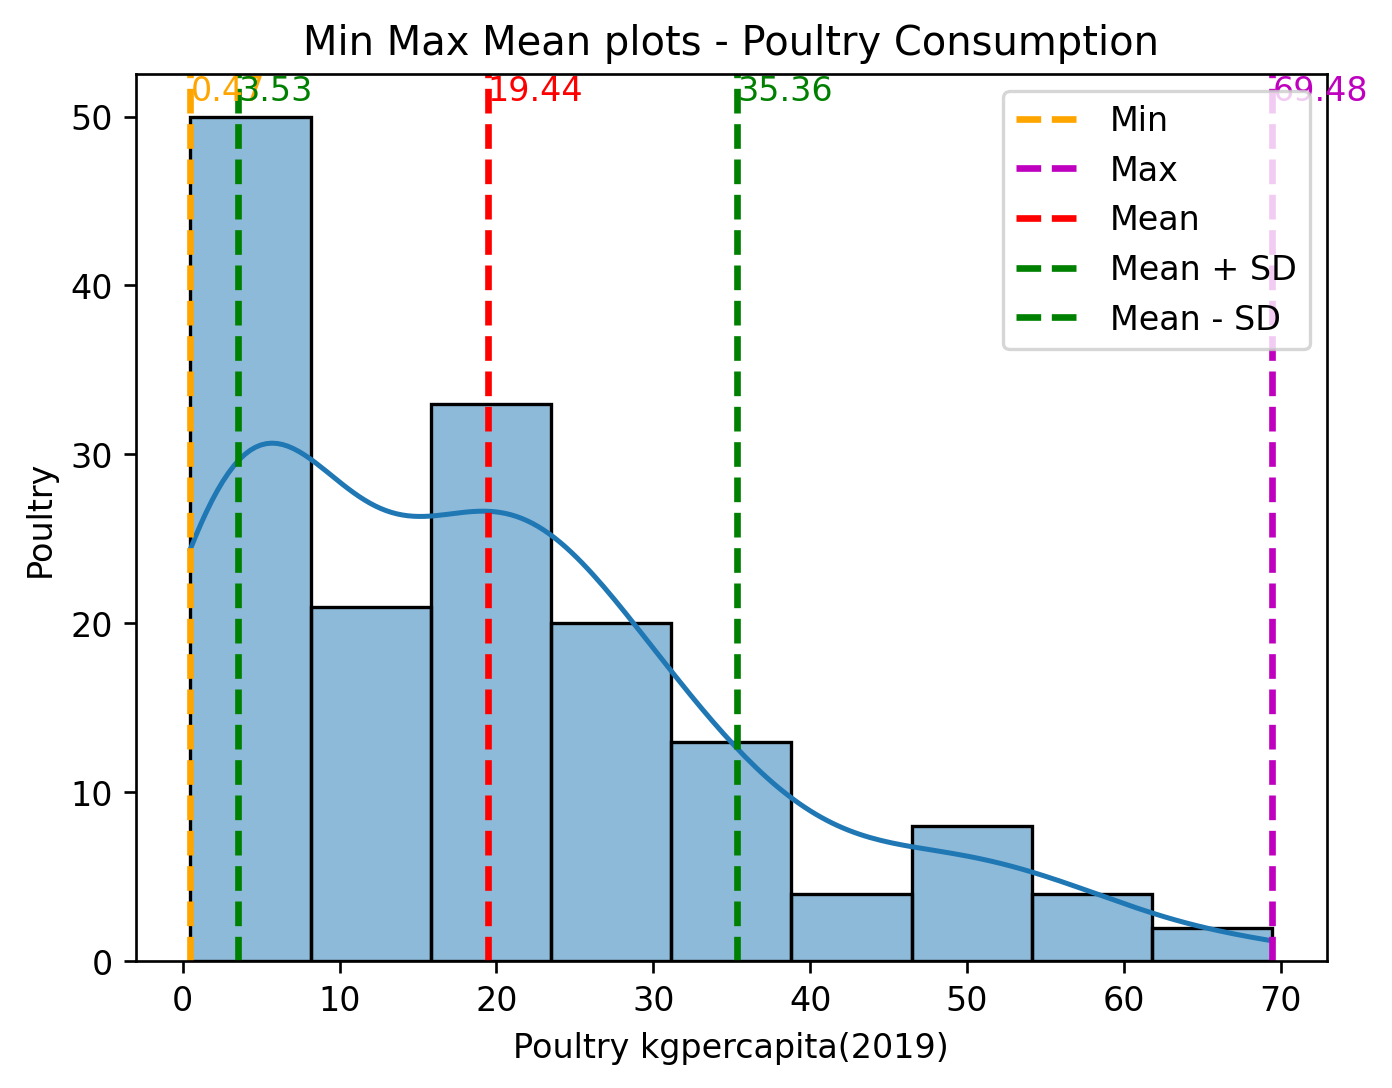 Min Max Mean plots - Poultry Consumption
0.47
3.53
19.44
35.36
69.48
Min
Max
Mean
Mean + SD
Mean - SD
50
40
30
20
10
0
Poultry
0 10 20 30 40 50 60 70
Poultry kgpercapita(2019)